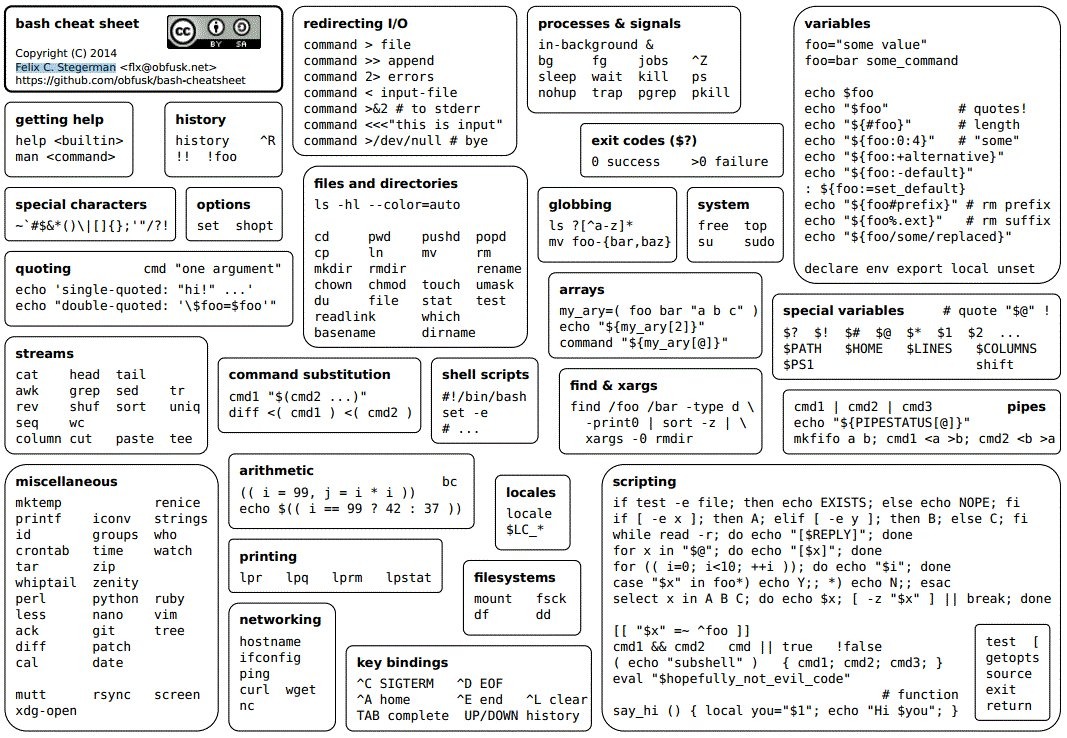 bash cheat sheet
cc BY SA
Copyright (C) 2014
Felix C. Stegerman <flx@obfusk.net>
https://github.com/obfusk/bash-cheatsheet
getting help
help <builtin>
man <command>
history
history ^R
!! !foo
special characters
~`#$&*()\|[]{};'"/?!
options
set shopt
quoting cmd "one argument"
echo 'single-quoted: "hi!" ...'
echo "double-quoted: '\$foo=$foo'"
streams
cat head tail
awk grep sed tr
rev shuf sort uniq
seq wc
column cut paste tee
miscellaneous
mktemp renice
printf iconv strings
id groups who
crontab time watch
tar zip
whiptail zenity
perl python ruby
less nano vim
ack git tree
diff patch
cal date
mutt rsync screen
xdg-open
redirecting I/O
command > file
command >> append
command 2> errors
command < input-file
command >&2 # to stderr
command <<<"this is input"
command >/dev/null # bye
files and directories
ls -hl --color=auto
cd pwd pushd popd
cp ln mv rm
mkdir rmdir rename
chown chmod touch umask
du file stat test
readlink which
basename dirname
command substitution
cmd1 "$(cmd2 ...)"
diff <( cmd1 ) <( cmd2 )
shell scripts
#!/bin/bash
set -e
# ...
arithmetic bc
(( i = 99, j = i * i ))
echo $(( i == 99 ? 42 : 37 ))
printing
lpr lpq lprm lpstat
networking
hostname
ifconfig
ping
curl wget
nc
locales
locale
$LC_*
filesystems
mount fsck
df dd
key bindings
^C SIGTERM ^D EOF
^A home ^E end ^L clear
TAB complete UP/DOWN history
processes & signals
in-background &
bg fg jobs ^Z
sleep wait kill ps
nohup trap pgrep pkill
exit codes ($?)
0 success >0 failure
globbing
ls ?[^a-z]*
mv foo-{bar,baz}
system
free top
su sudo
arrays
my_ary=( foo bar "a b c" )
echo "${my_ary[2]}"
command "${my_ary[@]}"
find & xargs
find /foo /bar -type d \
-print0 | sort -z | \
xargs -0 rmdir
variables
foo="some value"
foo=bar some_command
echo $foo
echo "$foo" # quotes!
echo "${#foo}" # length
echo "${foo:0:4}" # "some"
echo "${foo:+alternative}"
echo "${foo:-default}"
: ${foo:=set_default}
echo "${foo#prefix}" # rm prefix
echo "${foo%.ext}" # rm suffix
echo "${foo/some/replaced}"
declare env export local unset
special variables # quote "$@" !
$? $! $# $@ $* $1 $2 ...
$PATH $HOME $LINES $COLUMNS
$PS1 shift
cmd1 | cmd2 | cmd3 pipes
echo "${PIPESTATUS[@]}"
mkfifo a b; cmd1 <a >b; cmd2 <b >a
scripting
if test -e file; then echo EXISTS; else echo NOPE; fi
if [ -e x ]; then A; elif [ -e y ]; then B; else C; fi
while read -r; do echo "[$REPLY]"; done
for x in "$@"; do echo "[$x]"; done
for (( i=0; i<10; ++i )); do echo "$i"; done
case "$x" in foo*) echo Y;; *) echo N;; esac
select x in A B C; do echo $x; [ -z "$x" ] || break; done
[[ "$x" =~ ^foo ]]
cmd1 && cmd2 cmd || true !false
( echo "subshell" ) { cmd1; cmd2; cmd3; }
eval "$hopefully_not_evil_code"
# function
say_hi () { local you="$1"; echo "Hi $you"; }
test [
getopts
source
exit
return